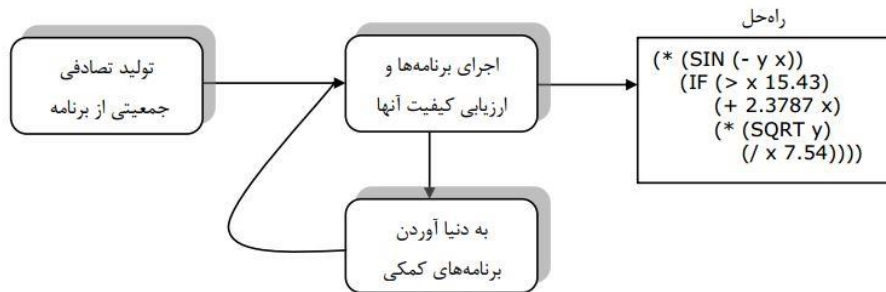 تولید تصادفی
جمعیتی از برنامه
اجرای برنامه‌ها و
ارزیابی کیفیت آنها
به دنیا آوردن
برنامه‌های کمکی
راه‌حل
(* (SIN (- y x))
(IF (> x 15.43)
(+ 2.3787 x)
(* (SQRT y)
(/ x 7.54))))